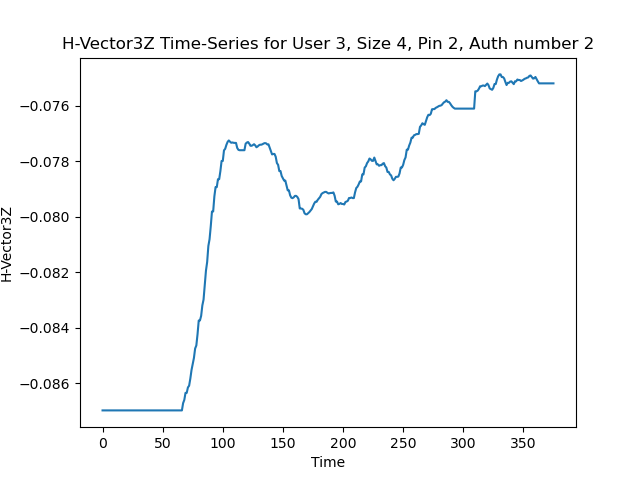 H-Vector3Z Time-Series for User 3, Size 4, Pin 2, Auth number 2
H-Vector3Z
−0.076
−0.078
−0.080
−0.082
−0.084
−0.086
0 50 100 150 200 250 300 350
Time